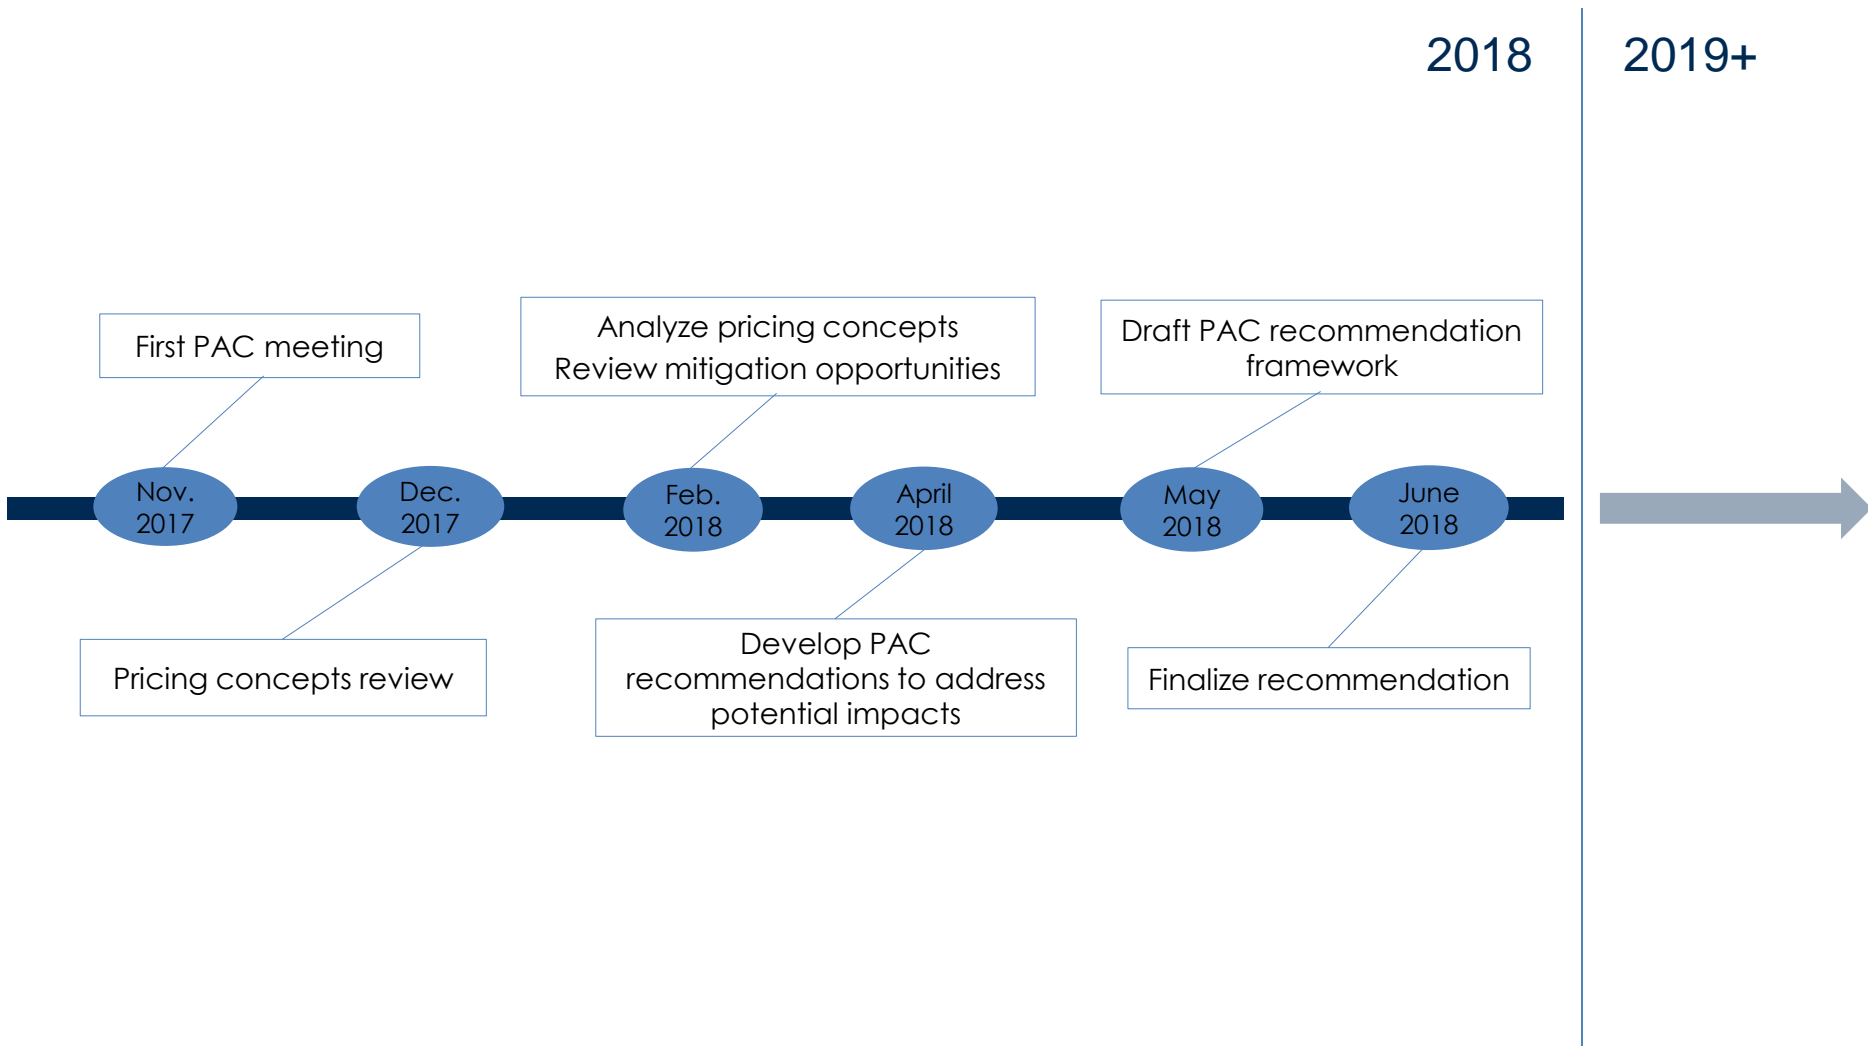 2018
2019+
First PAC meeting
Analyze pricing concepts
Review mitigation opportunities
Draft PAC recommendation
framework
Nov.
2017
Dec.
2017
Feb.
2018
April
2018
May
2018
June
2018
Pricing concepts review
Develop PAC
recommendations to address
potential impacts
Finalize recommendation